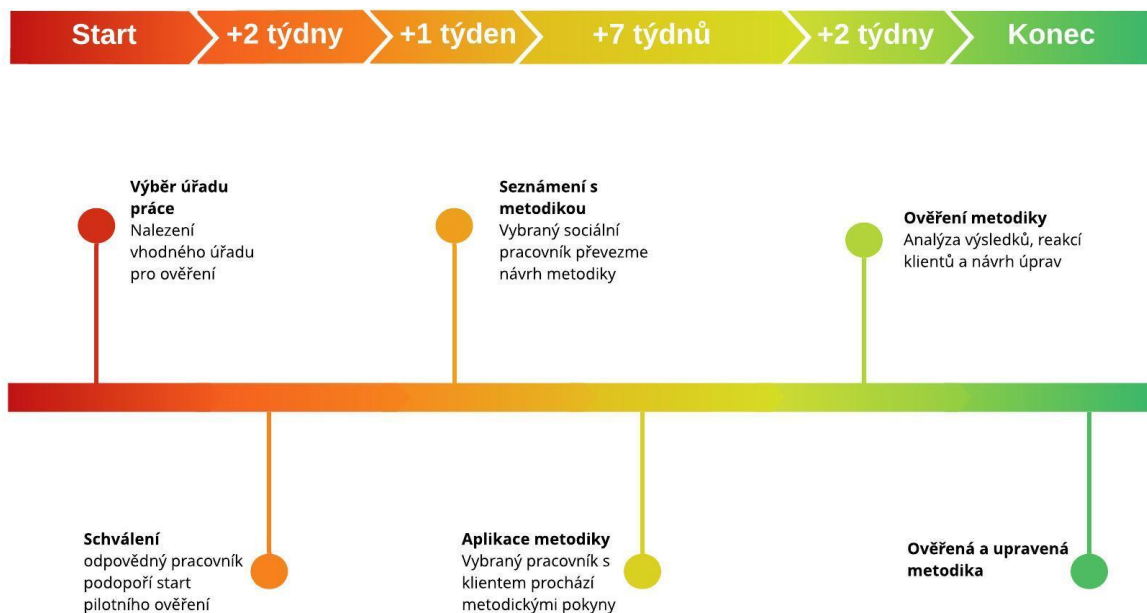 Start
+2 týdny
+1 týden
+7 týdnů
+2 týdny
Konec
Výběr úřadu
práce
Nalezení
vhodného úřadu
pro ověření
Seznámení s
metodikou
Vybraný sociální
pracovník převezme
návrh metodiky
Ověření metodiky
Analýza výsledků, reakcí
klientů a návrh úprav
Schválení
odpovědný pracovník
podopoří start
pilotního ověření
Aplikace metodiky
Vybraný pracovník s
klientem prochází
metodickými pokyny
Ověřená a upravená
metodika